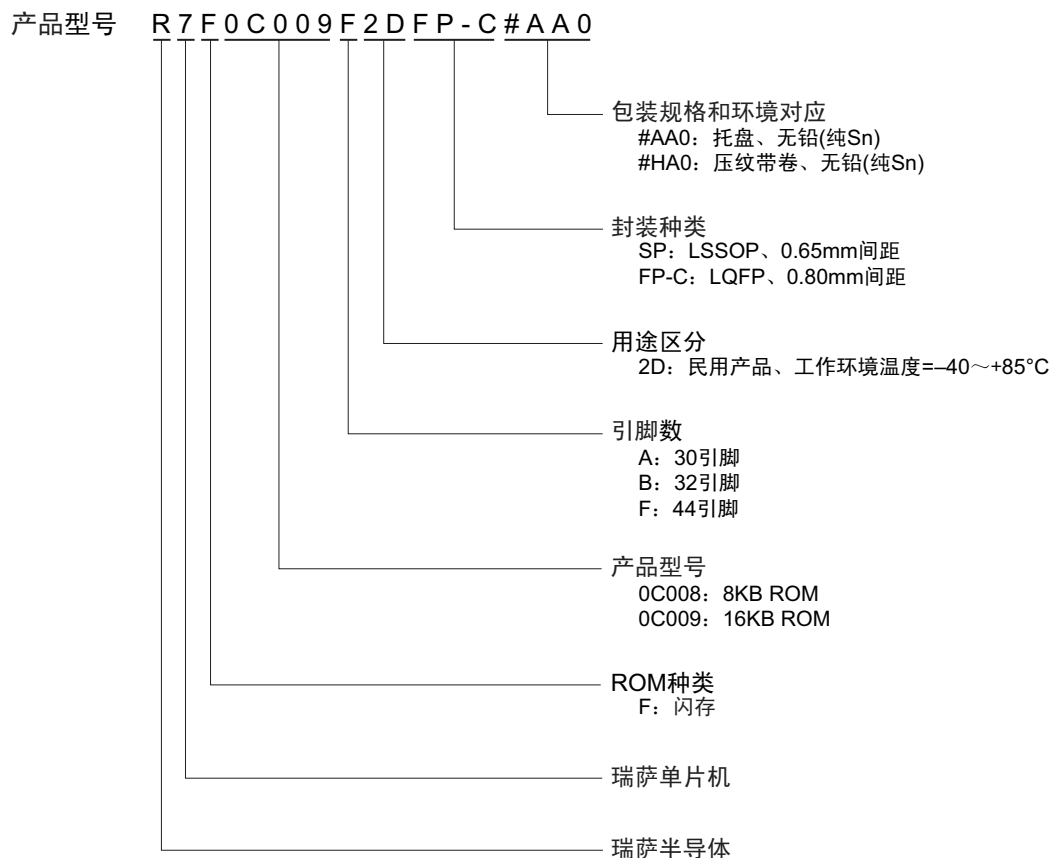 产品型号 R7F0C009F2DFP-C#AA0
包装规格和环境对应
#AA0：托盘、无铅(纯Sn)
#HA0：压纹带卷、无铅(纯Sn)
封装种类
SP：LSSOP、0.65mm间距
FP-C：LQFP、0.80mm间距
用途区分
2D：民用产品、工作环境温度=–40～+85°C
引脚数
A：30引脚
B：32引脚
F：44引脚
产品型号
0C008：8KB ROM
0C009：16KB ROM
ROM种类
F：闪存
瑞萨单片机
瑞萨半导体